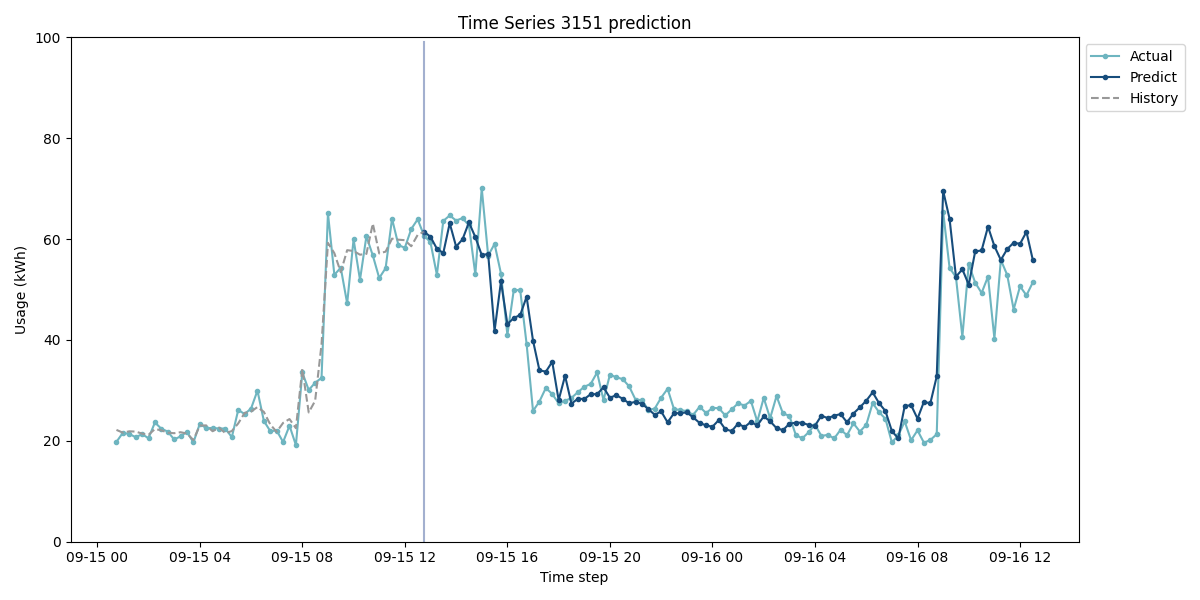 Time Series 3151 prediction
100
80
60
40
20
0
Usage (kWh)
09-15 00
09-15 04
09-15 08
09-15 12
09-15 16
09-15 20
09-16 00
09-16 04
09-16 08
09-16 12
Time step
Actual
Predict
History